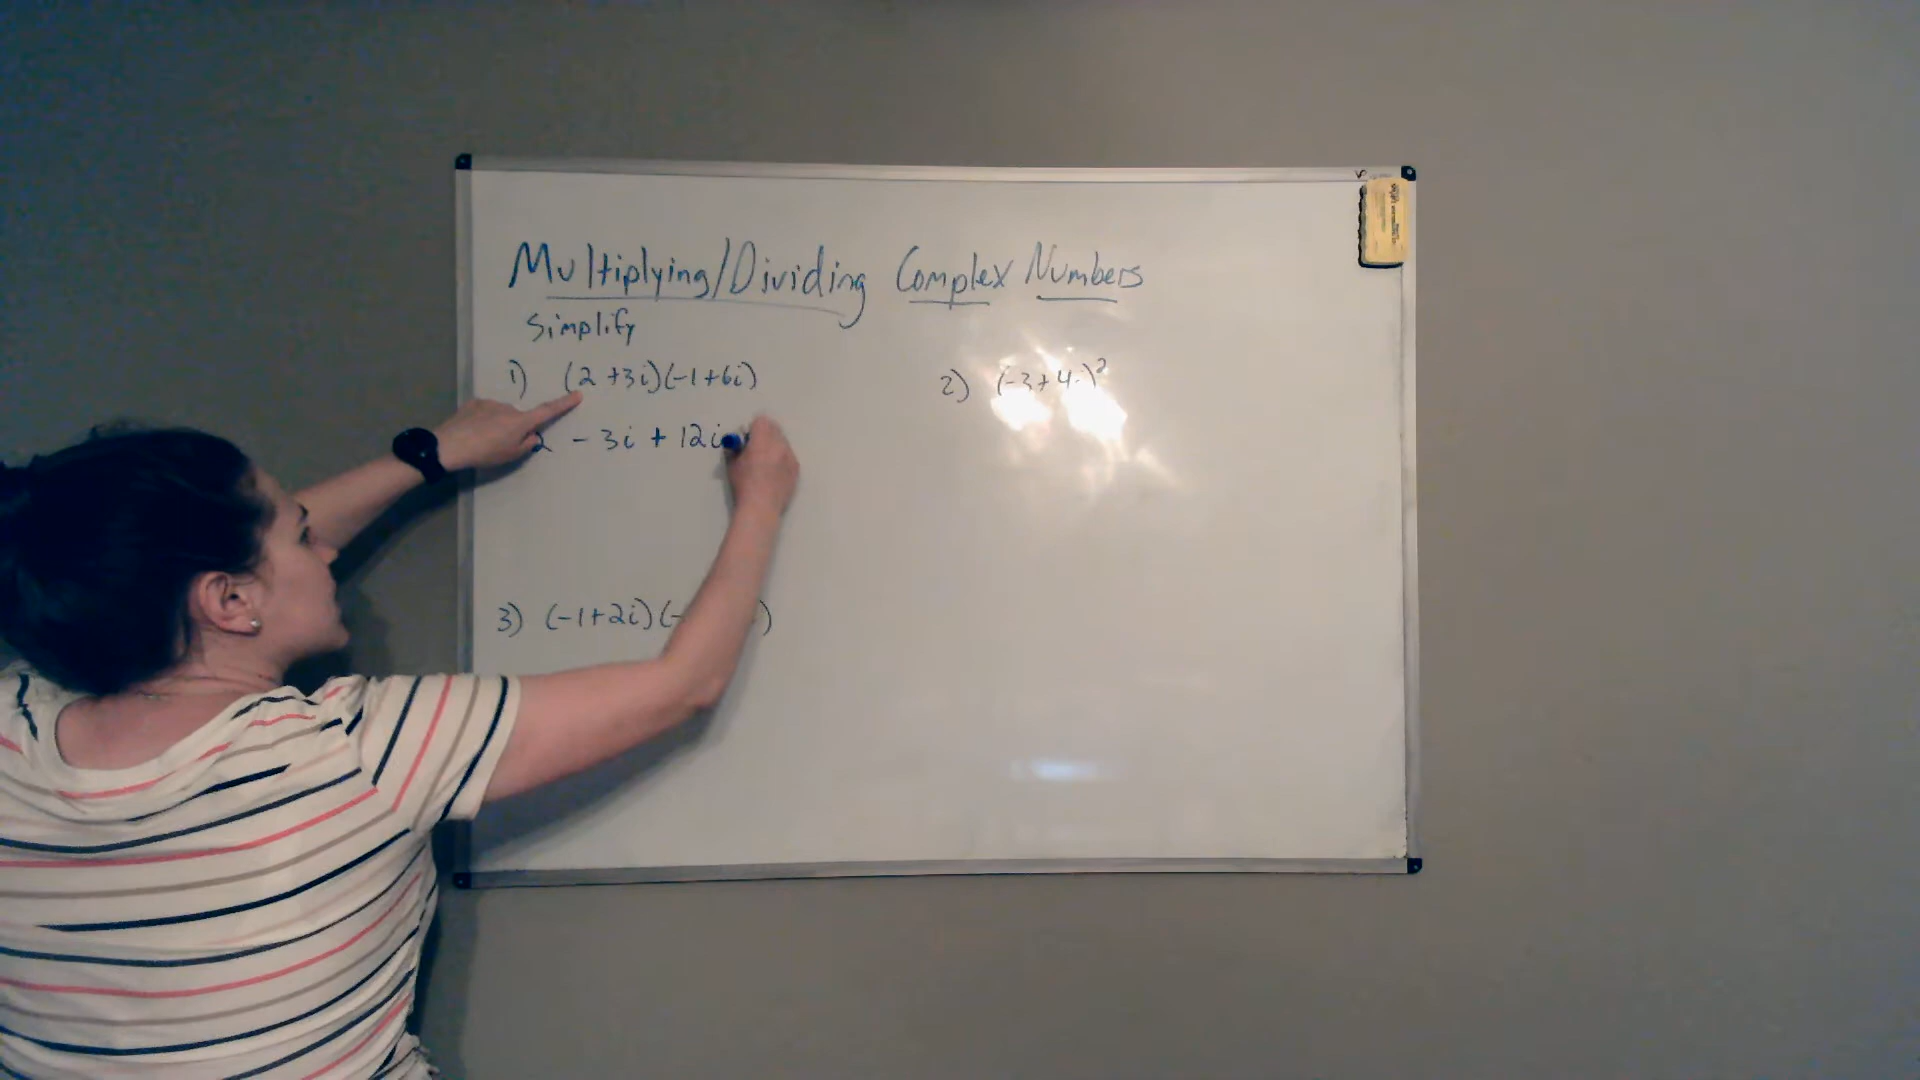 Multiplying/Dividing Complex Numbers
Simplify
1) (2+3i)(-1+6i)
2) (-3+4i)²
2 - 3i + 12i
3) (-1+2i)(-
)